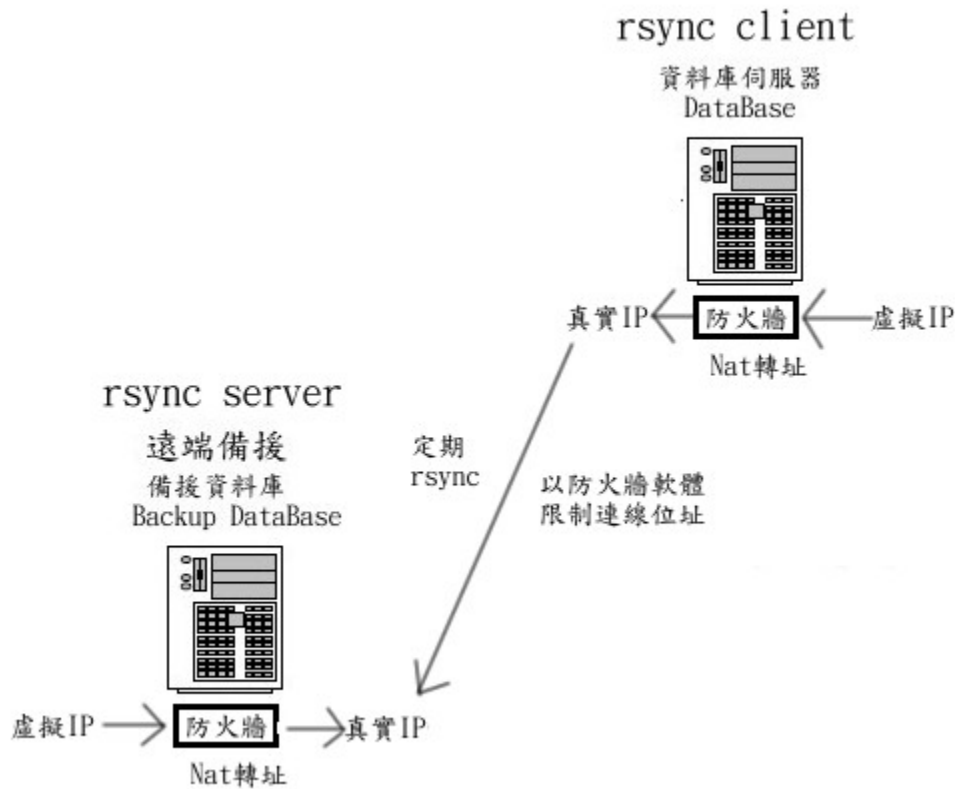 rsync client
資料庫伺服器
DataBase
真實IP
防火牆
虛擬IP
Nat轉址
rsync server
遠端備援
備援資料庫
Backup DataBase
定期
rsync
以防火牆軟體
限制連線位址
虛擬IP
防火牆
真實IP
Nat轉址